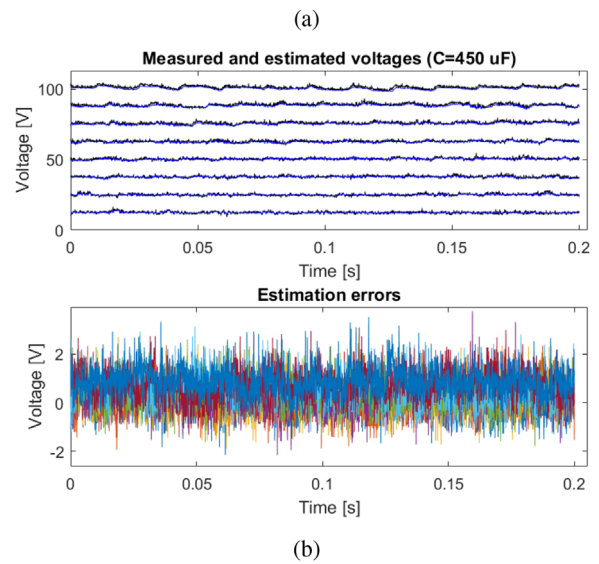 (a)
Measured and estimated voltages (C=450 uF)
100
50
0
Voltage [V]
0 0.05 0.1 0.15 0.2
Time [s]
Estimation errors
2
0
-2
Voltage [V]
0 0.05 0.1 0.15 0.2
Time [s]
(b)